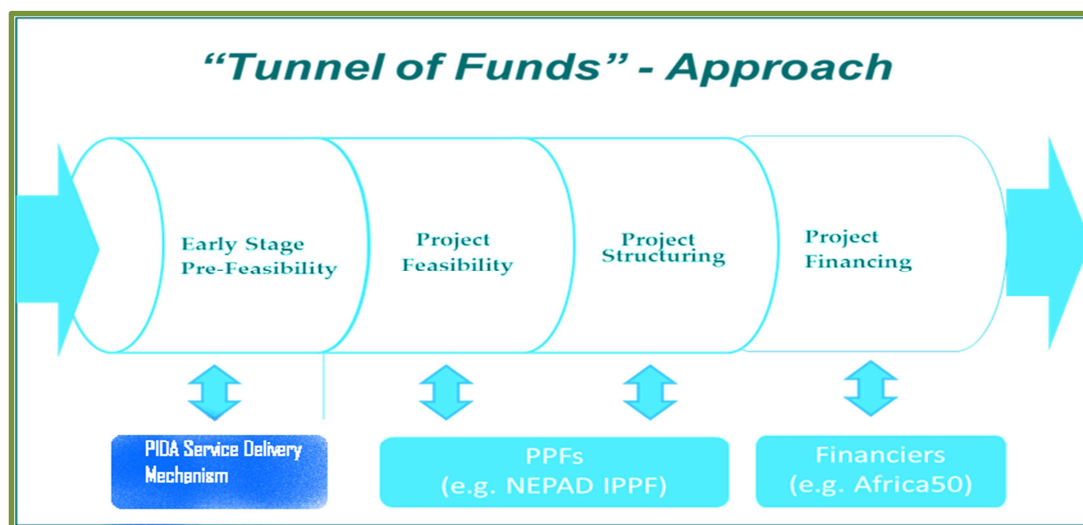 “Tunnel of Funds” - Approach
Early Stage
Pre-Feasibility
Project
Feasibility
Project
Structuring
Project
Financing
PIDA Service Delivery
Mechanism
PPFs
(e.g. NEPAD IPPF)
Financiers
(e.g. Africa50)